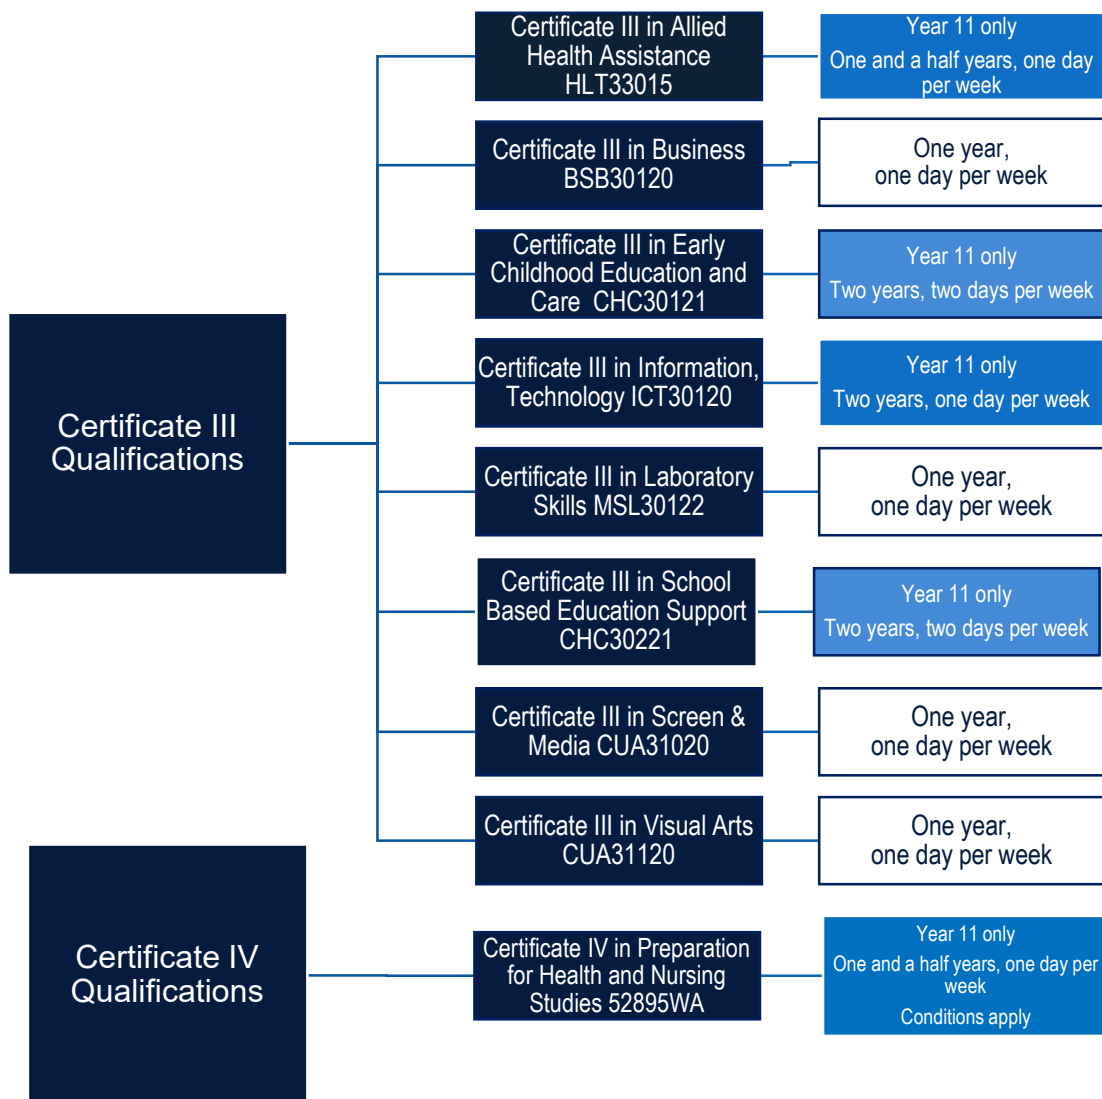 Certificate III in Allied
Health Assistance
HLT33015
Year 11 only
One and a half years, one day
per week
Certificate III in Business
BSB30120
One year,
one day per week
Certificate III in Early
Childhood Education and
Care CHC30121
Year 11 only
Two years, two days per week
Certificate III in Information,
Technology ICT30120
Year 11 only
Two years, one day per week
Certificate III
Qualifications
Certificate III in Laboratory
Skills MSL30122
One year,
one day per week
Certificate III in School
Based Education Support
CHC30221
Year 11 only
Two years, two days per week
Certificate III in Screen &
Media CUA31020
One year,
one day per week
Certificate III in Visual Arts
CUA31120
One year,
one day per week
Certificate IV
Qualifications
Certificate IV in Preparation
for Health and Nursing
Studies 52895WA
Year 11 only
One and a half years, one day per
week
Conditions apply